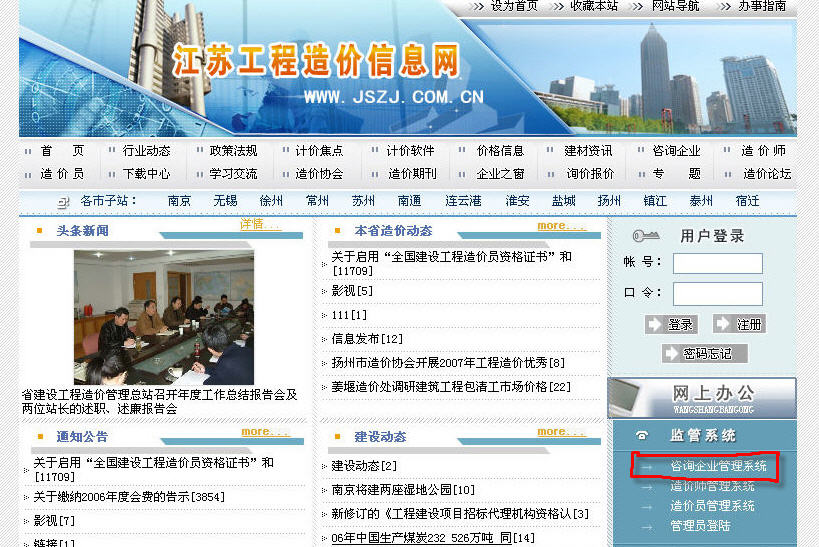 设为首页 收藏本站 网站导航 办事指南
江苏工程造价信息网
WWW.JSZJ.COM.CN
首 页 行业动态 政策法规 计价焦点 计价软件 价格信息 建材资讯 咨询企业 造价师
造价员 下载中心 学习交流 造价协会 造价期刊 企业之窗 询价报价 专 题 造价论坛
各市子站： 南京 无锡 徐州 常州 苏州 南通 连云港 淮安 盐城 扬州 镇江 泰州 宿迁
头条新闻 详情...
省建设工程造价管理总站召开年度工作总结报告会及
两位站长的述职、述廉报告会
本省造价动态 more...
关于启用“全国建设工程造价员资格证书”和
[11709]
影视[5]
111[1]
信息发布[12]
扬州市造价协会开展2007年工程造价优秀[8]
姜堰造价处调研建筑工程包清工市场价格[22]
用户登录
帐 号：
口 令：
登录 注册
密码忘记
网上办公
WANGSHANGBANGONG
监管系统
咨询企业管理系统
造价师管理系统
造价员管理系统
管理员登陆
通知公告 more...
关于启用“全国建设工程造价员资格证书”和
[11709]
关于缴纳2006年度会费的告示[3854]
影视[7]
链接[1]
建设动态 more...
建设动态[2]
南京将建两座湿地公园[10]
新修订的《工程建设项目招标代理机构资格认[3]
06年中国生产煤炭232 526万吨 同[14]